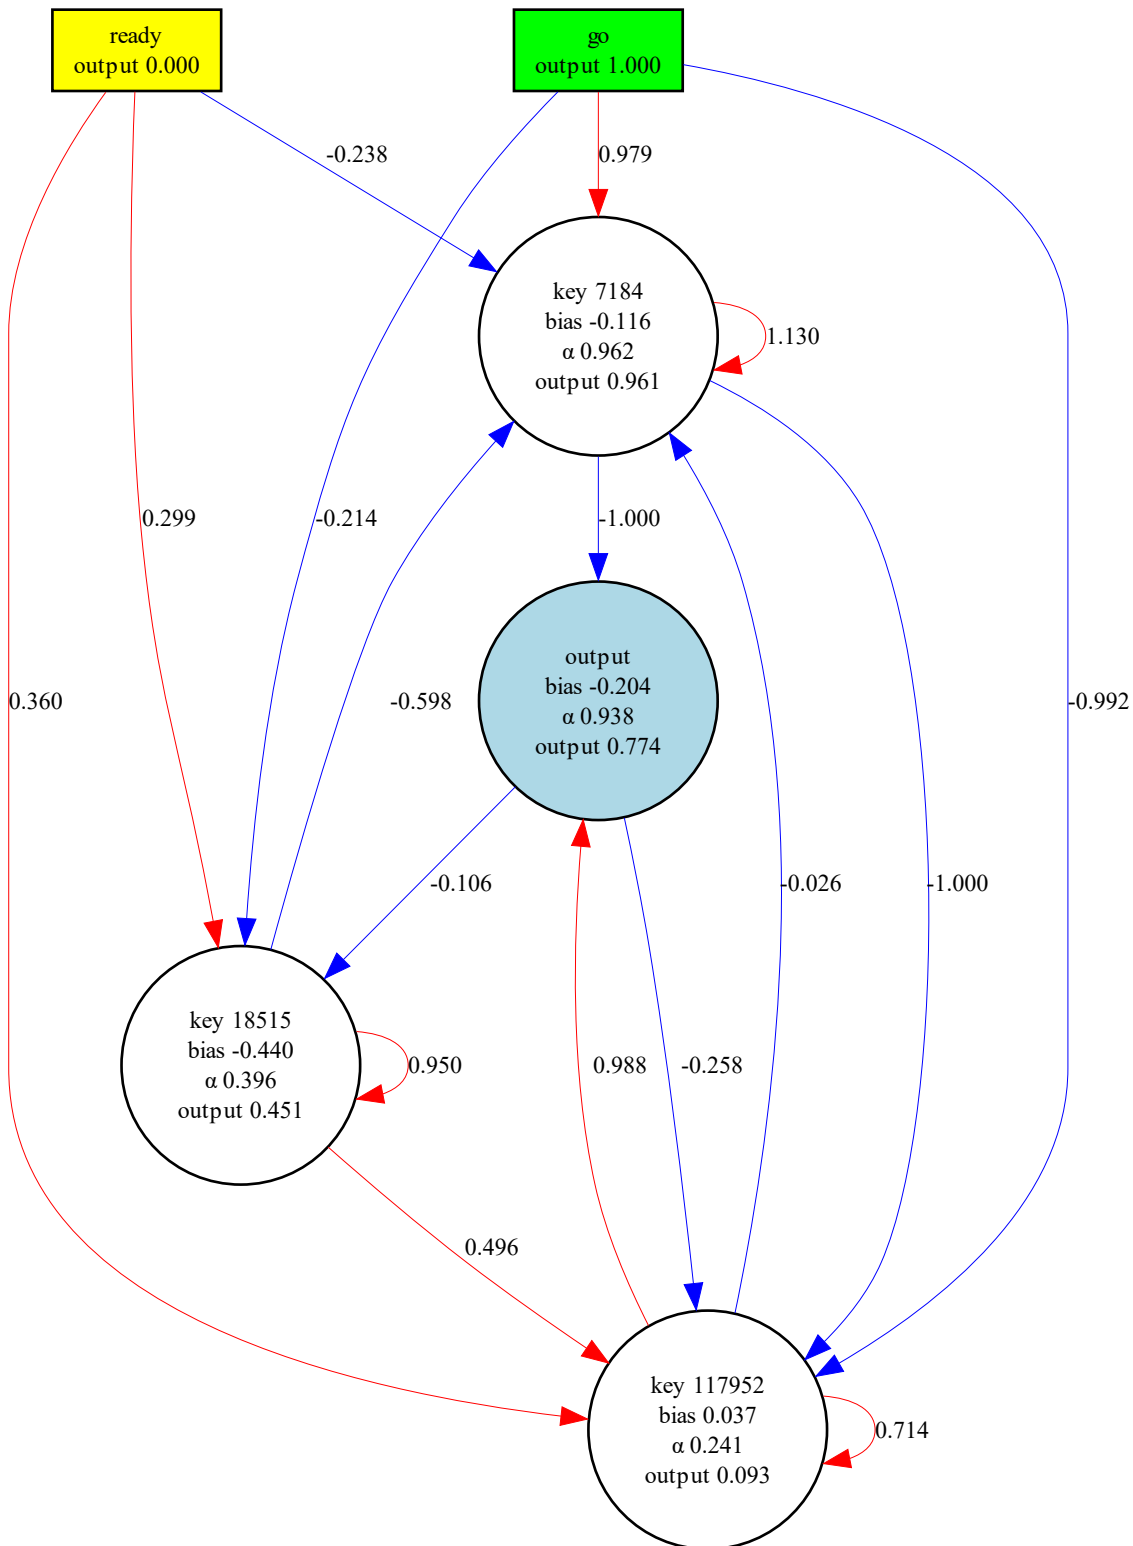 ready
output 0.000
go
output 1.000
-0.238
0.979
key 7184
bias -0.116
α 0.962
output 0.961
1.130
0.299
-0.214
-1.000
output
bias -0.204
α 0.938
output 0.774
0.360
-0.598
-0.992
-0.106
-0.026
-1.000
key 18515
bias -0.440
α 0.396
output 0.451
0.950
0.988
-0.258
0.496
key 117952
bias 0.037
α 0.241
output 0.093
0.714